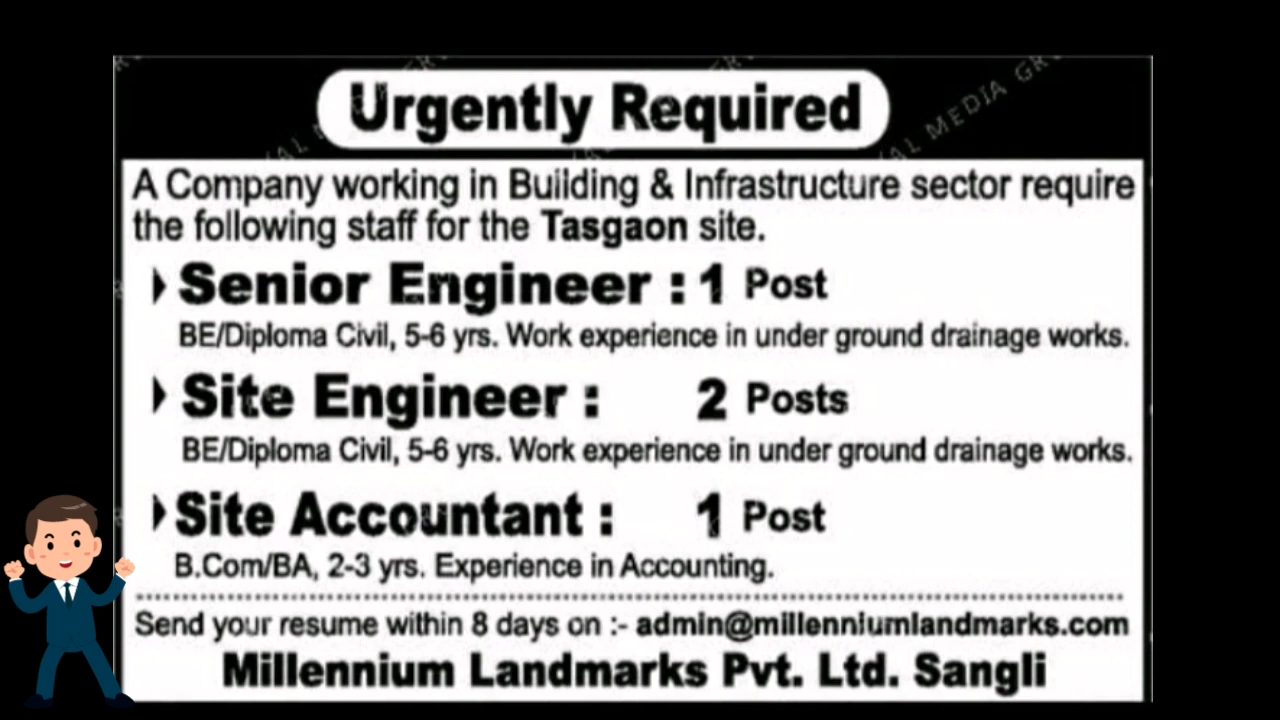 Urgently Required
A Company working in Building & Infrastructure sector require
the following staff for the Tasgaon site.
Senior Engineer : 1 Post
BE/Diploma Civil, 5-6 yrs. Work experience in under ground drainage works.
Site Engineer : 2 Posts
BE/Diploma Civil, 5-6 yrs. Work experience in under ground drainage works.
Site Accountant : 1 Post
B.Com/BA, 2-3 yrs. Experience in Accounting.
Send your resume within 8 days on :- admin@millenniumlandmarks.com
Millennium Landmarks Pvt. Ltd. Sangli